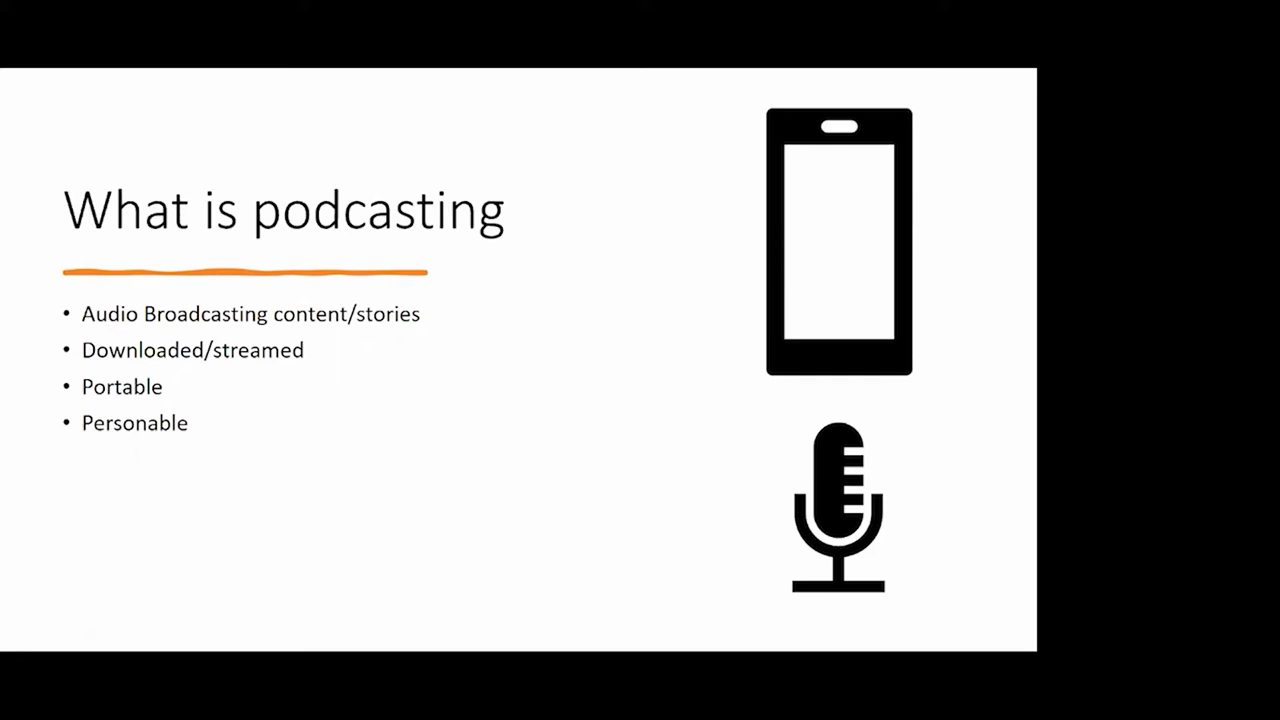 What is podcasting
• Audio Broadcasting content/stories
• Downloaded/streamed
• Portable
• Personable